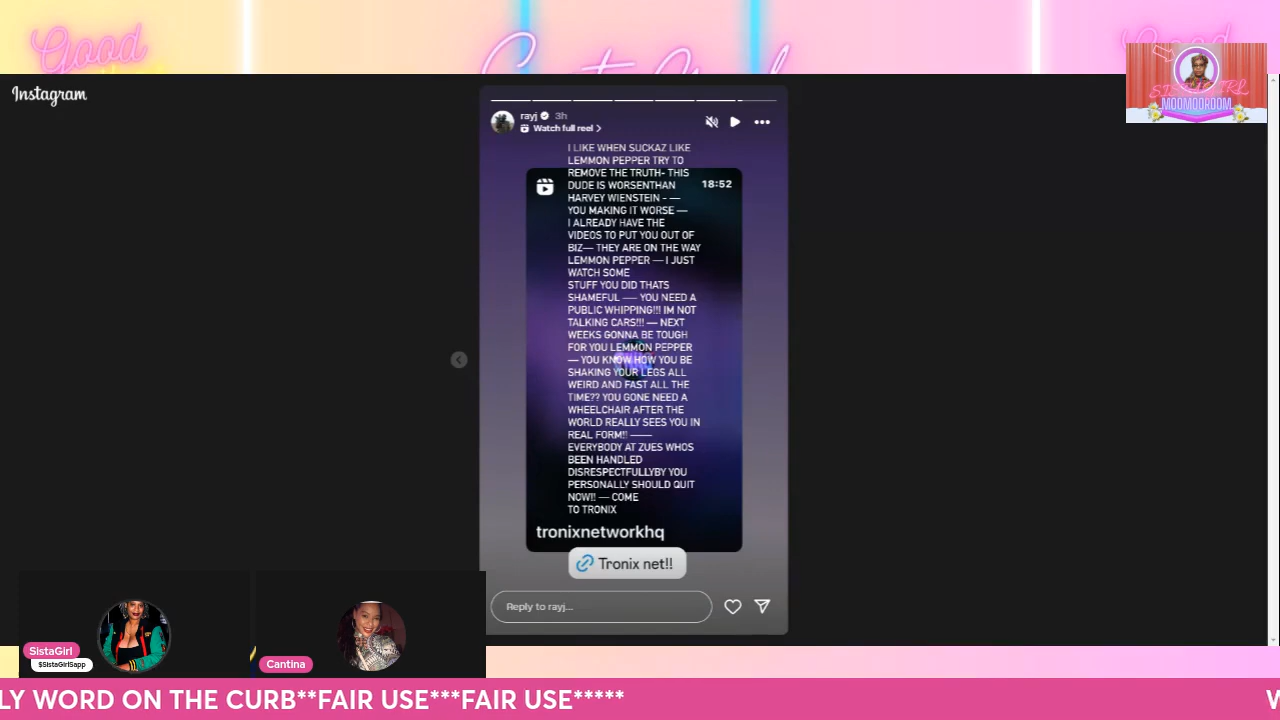 Good
Instagram
SISTAGIRL
MOOMOOROOM
rayj
3h
Watch full reel >
I LIKE WHEN SUCKAZ LIKE
LEMMON PEPPER TRY TO
REMOVE THE TRUTH- THIS
DUDE IS WORSENTHAN
HARVEY WIENSTEIN - —
YOU MAKING IT WORSE —
I ALREADY HAVE THE
VIDEOS TO PUT YOU OUT OF
BIZ— THEY ARE ON THE WAY
LEMMON PEPPER — I JUST
WATCH SOME
STUFF YOU DID THATS
SHAMEFUL —– YOU NEED A
PUBLIC WHIPPING!!! IM NOT
TALKING CARS!!! — NEXT
WEEKS GONNA BE TOUGH
FOR YOU LEMMON PEPPER
— YOU KNOW HOW YOU BE
SHAKING YOUR LEGS ALL
WEIRD AND FAST ALL THE
TIME?? YOU GONE NEED A
WHEELCHAIR AFTER THE
WORLD REALLY SEES YOU IN
REAL FORM!! —–
EVERYBODY AT ZUES WHOS
BEEN HANDLED
DISRESPECTFULLYBY YOU
PERSONALLY SHOULD QUIT
NOW!! — COME
TO TRONIX
18:52
tronixnetworkhq
Tronix net!!
Reply to rayj...
SistaGirl
$SistaGirlSapp
Cantina
LY WORD ON THE CURB**FAIR USE***FAIR USE*****
W